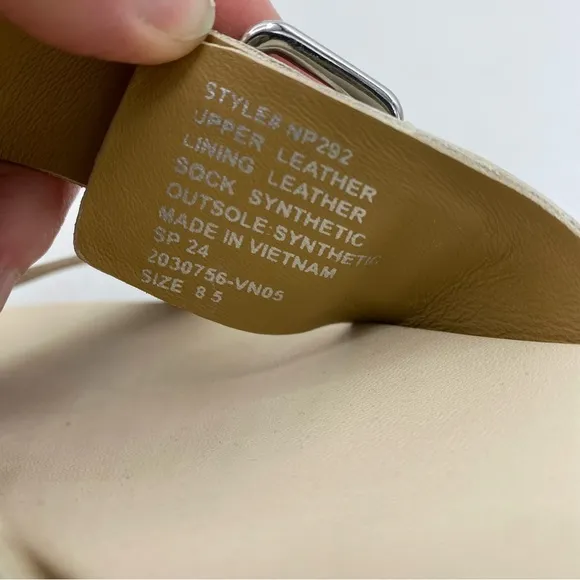 STYLE# NP292
UPPER LEATHER
LINING LEATHER
SOCK SYNTHETIC
OUTSOLE:SYNTHETIC
MADE IN VIETNAM
SP 24
2030756-VN05
SIZE 8 5